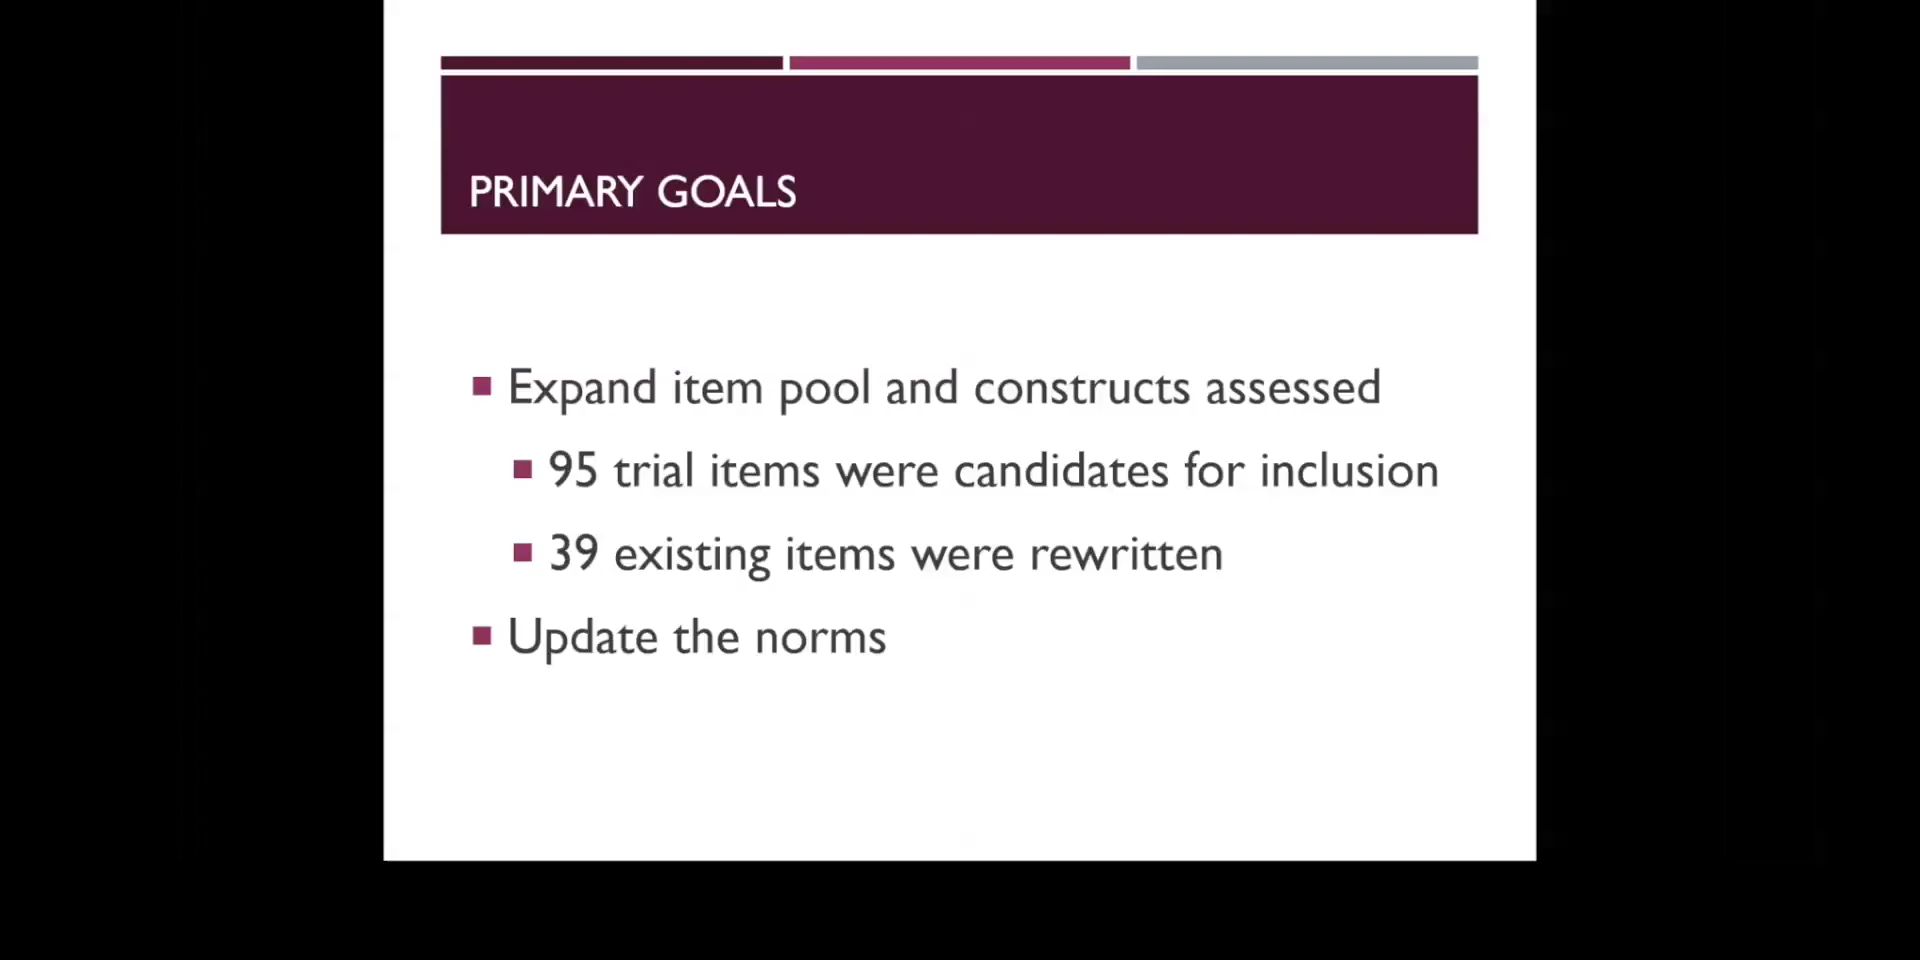 PRIMARY GOALS
Expand item pool and constructs assessed
95 trial items were candidates for inclusion
39 existing items were rewritten
Update the norms